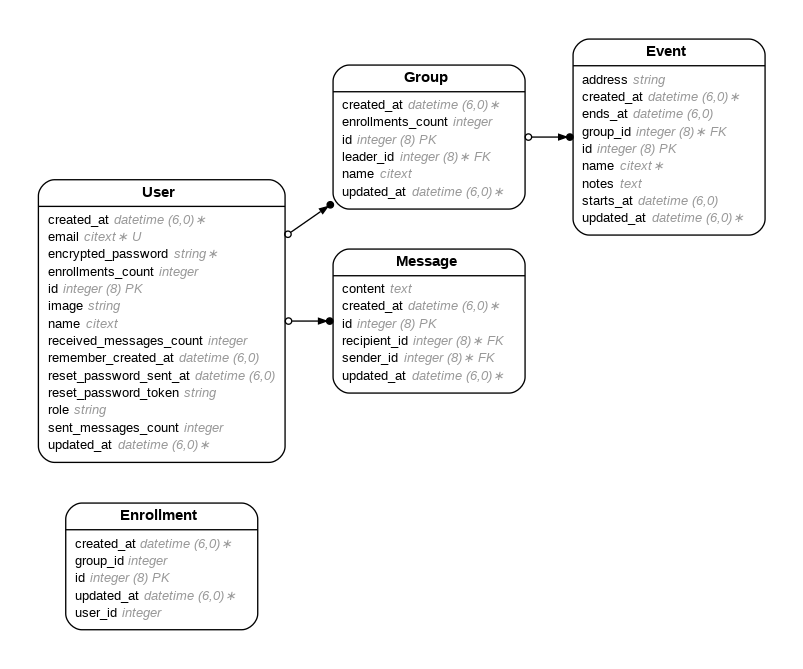 User
created_at datetime (6,0)∗
email citext∗ U
encrypted_password string∗
enrollments_count integer
id integer (8) PK
image string
name citext
received_messages_count integer
remember_created_at datetime (6,0)
reset_password_sent_at datetime (6,0)
reset_password_token string
role string
sent_messages_count integer
updated_at datetime (6,0)∗
Group
created_at datetime (6,0)∗
enrollments_count integer
id integer (8) PK
leader_id integer (8)∗ FK
name citext
updated_at datetime (6,0)∗
Event
address string
created_at datetime (6,0)∗
ends_at datetime (6,0)
group_id integer (8)∗ FK
id integer (8) PK
name citext∗
notes text
starts_at datetime (6,0)
updated_at datetime (6,0)∗
Message
content text
created_at datetime (6,0)∗
id integer (8) PK
recipient_id integer (8)∗ FK
sender_id integer (8)∗ FK
updated_at datetime (6,0)∗
Enrollment
created_at datetime (6,0)∗
group_id integer
id integer (8) PK
updated_at datetime (6,0)∗
user_id integer